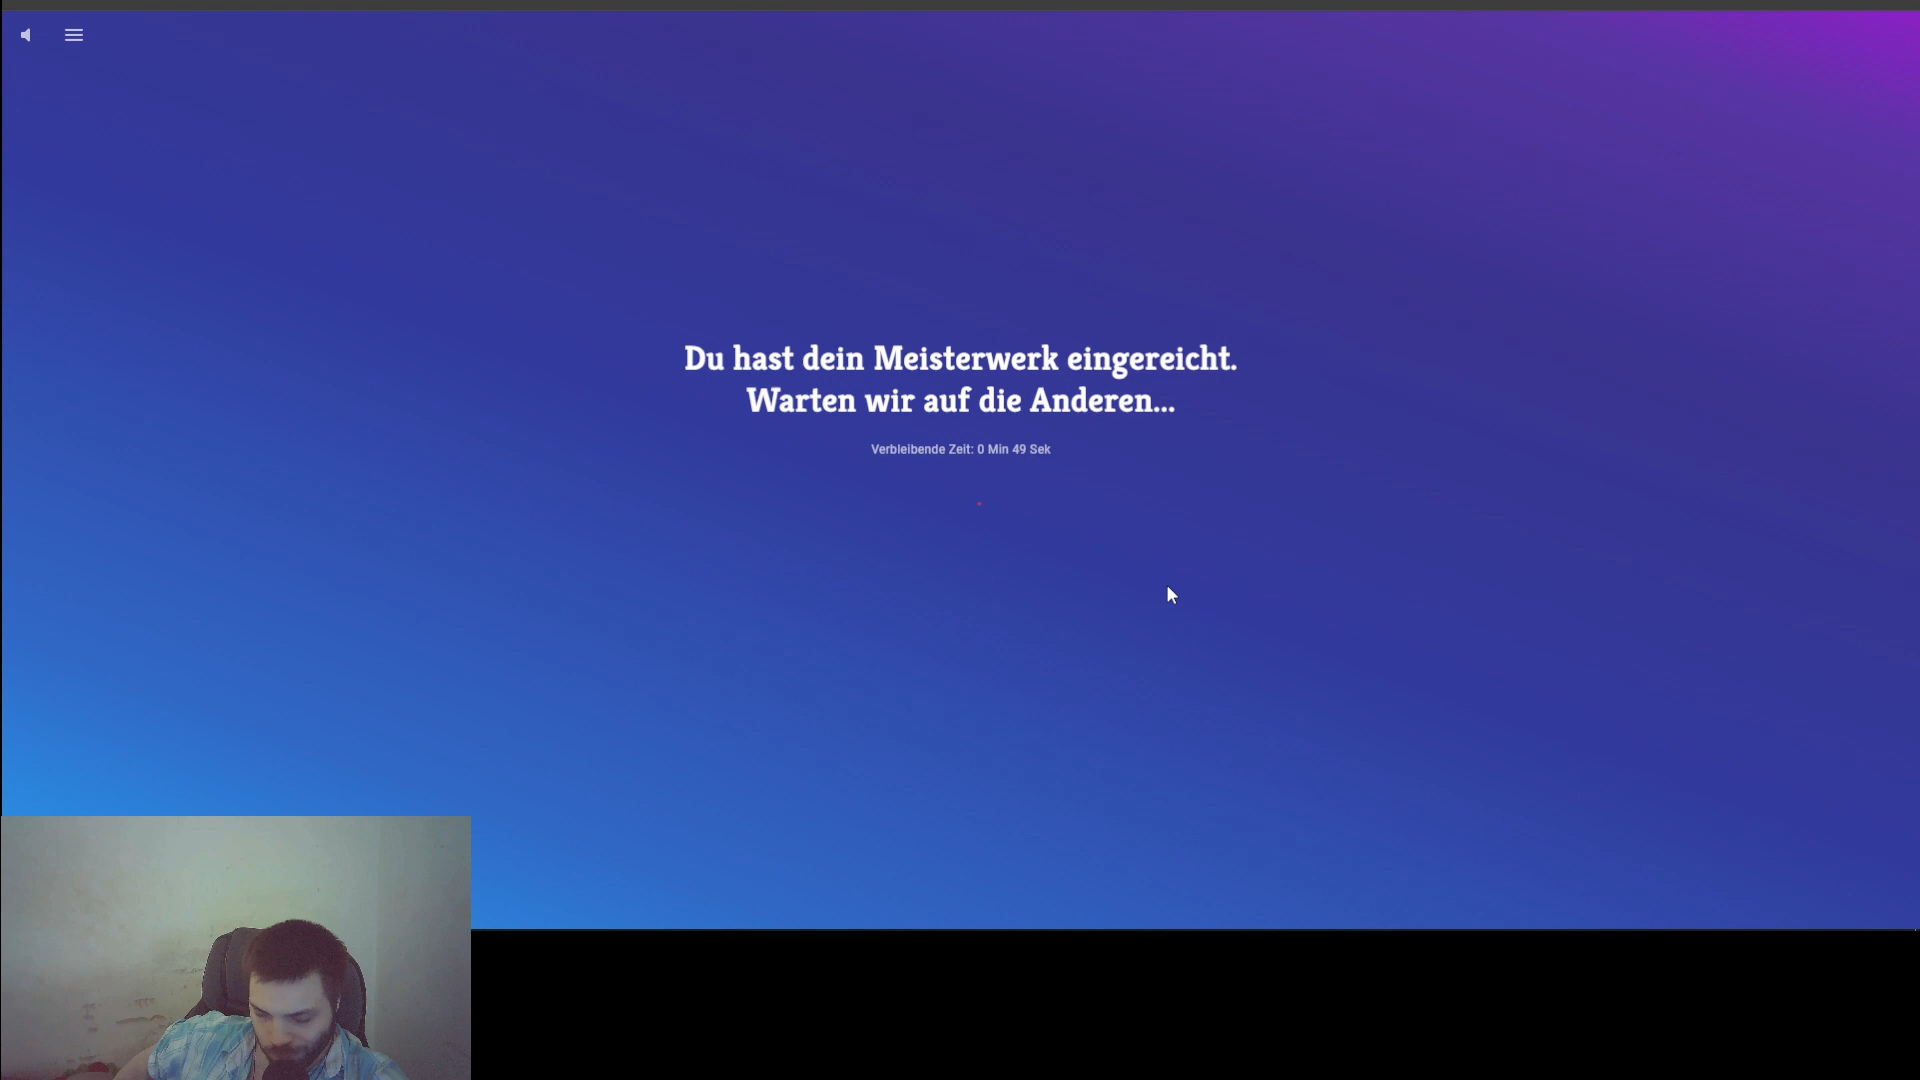 Du hast dein Meisterwerk eingereicht.
Warten wir auf die Anderen...
Verbleibende Zeit: 0 Min 49 Sek